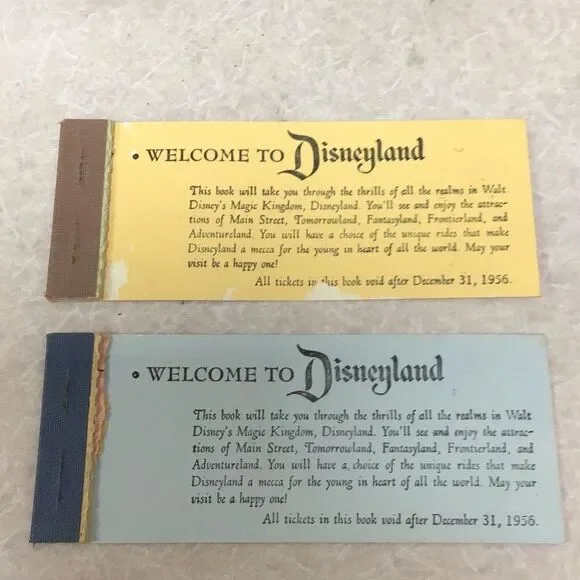 • WELCOME TO Disneyland
This book will take you through the thrills of all the realms in Walt
Disney's Magic Kingdom, Disneyland. You'll see and enjoy the attrac-
tions of Main Street, Tomorrowland, Fantasyland, Frontierland, and
Adventureland. You will have a choice of the unique rides that make
Disneyland a mecca for the young in heart of all the world. May your
visit be a happy one!
All tickets in this book void after December 31, 1956.
• WELCOME TO Disneyland
This book will take you through the thrills of all the realms in Walt
Disney's Magic Kingdom, Disneyland. You'll see and enjoy the attrac-
tions of Main Street, Tomorrowland, Fantasyland, Frontierland, and
Adventureland. You will have a choice of the unique rides that make
Disneyland a mecca for the young in heart of all the world. May your
visit be a happy one!
All tickets in this book void after December 31, 1956.